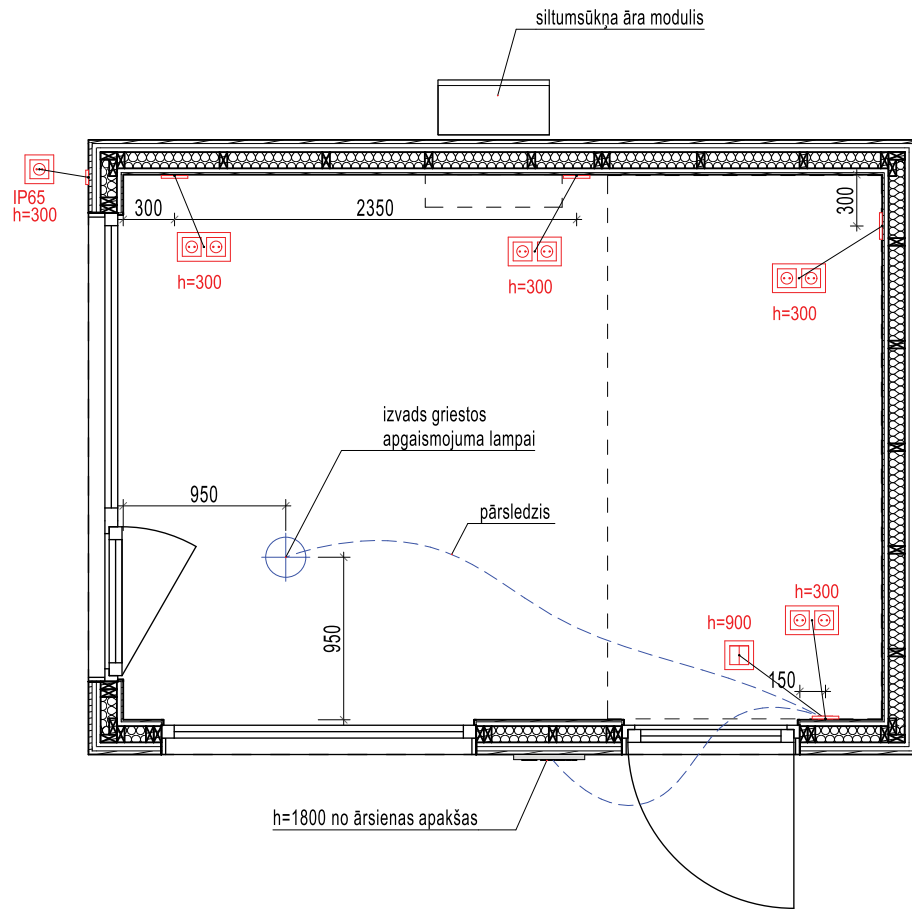 siltumsūkņa āra modulis
IP65
h=300
300
2350
300
h=300
h=300
h=300
izvads griestos
apgaismojuma lampai
950
pārsledzis
950
h=300
h=900
150
h=1800 no ārsienas apakšas